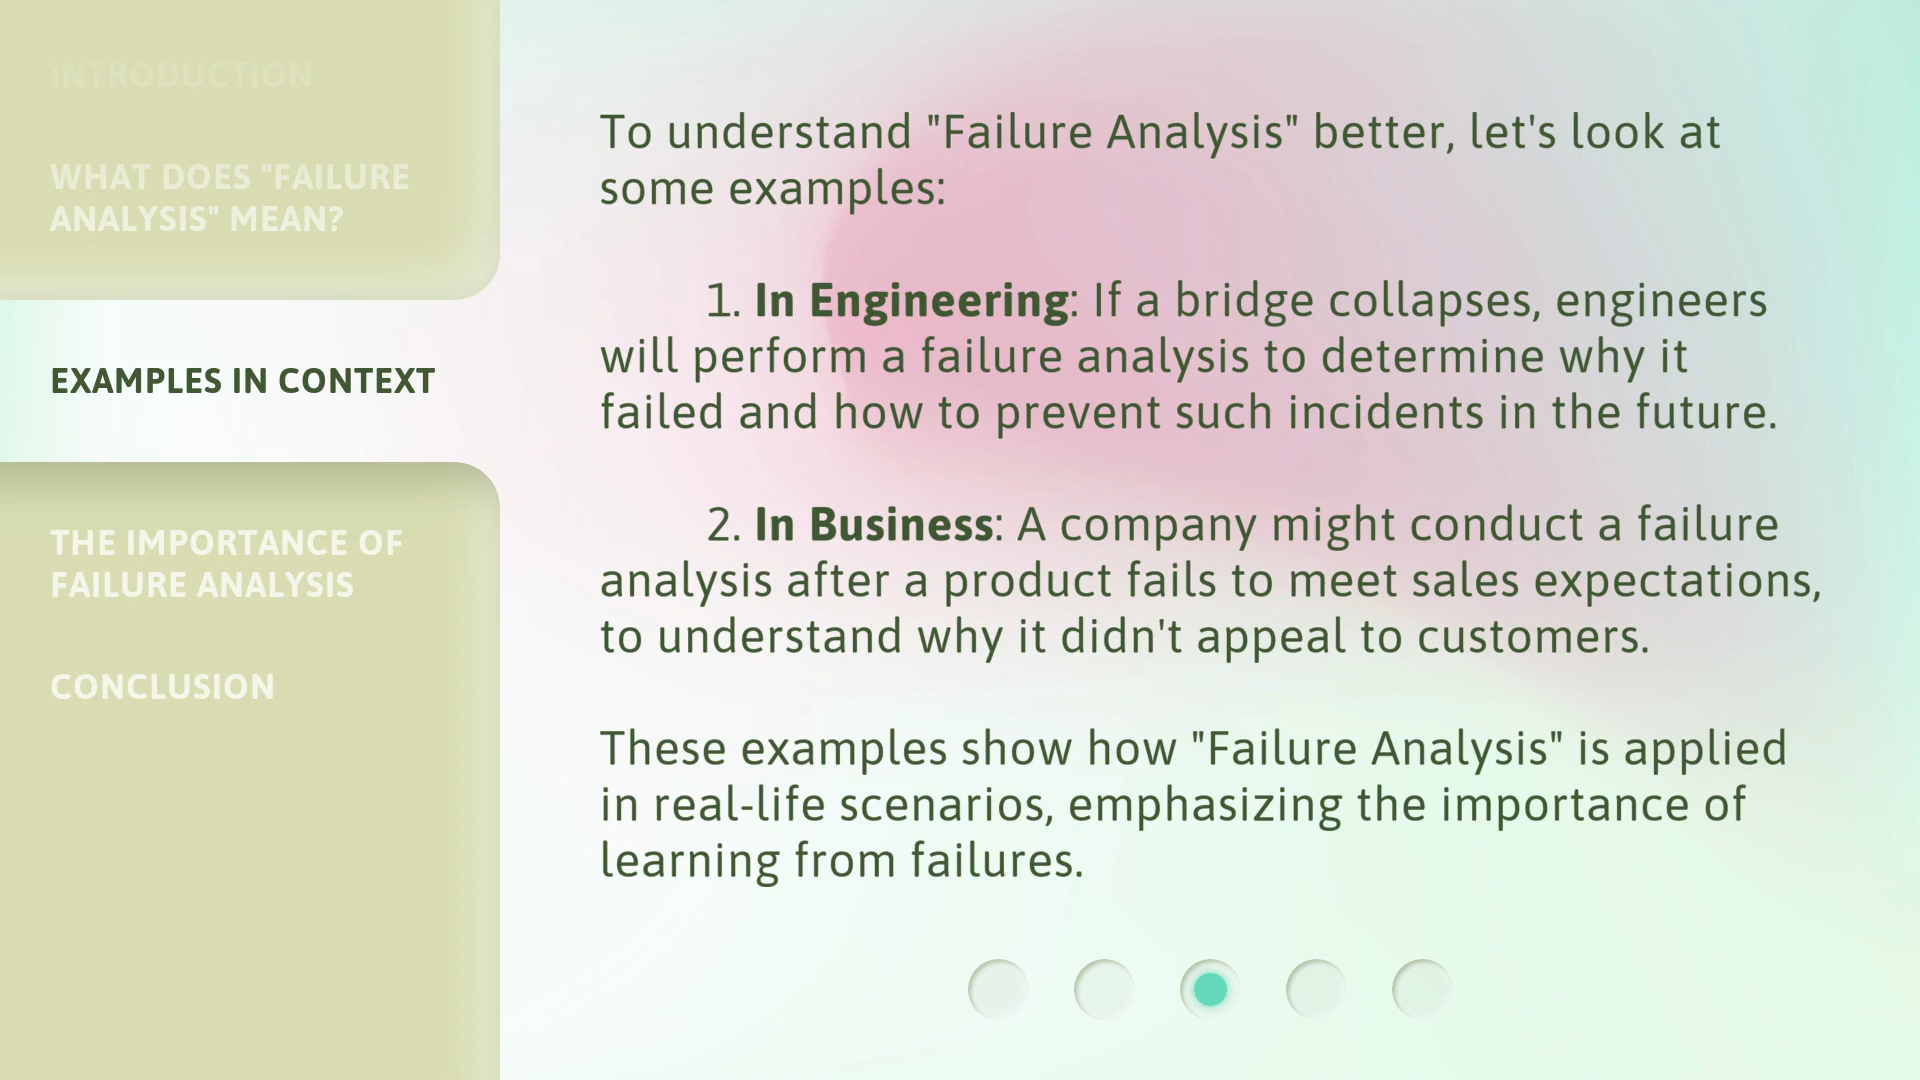 INTRODUCTION
WHAT DOES "FAILURE
ANALYSIS" MEAN?
EXAMPLES IN CONTEXT
THE IMPORTANCE OF
FAILURE ANALYSIS
CONCLUSION
To understand "Failure Analysis" better, let's look at
some examples:
1. In Engineering: If a bridge collapses, engineers
will perform a failure analysis to determine why it
failed and how to prevent such incidents in the future.
2. In Business: A company might conduct a failure
analysis after a product fails to meet sales expectations,
to understand why it didn't appeal to customers.
These examples show how "Failure Analysis" is applied
in real-life scenarios, emphasizing the importance of
learning from failures.